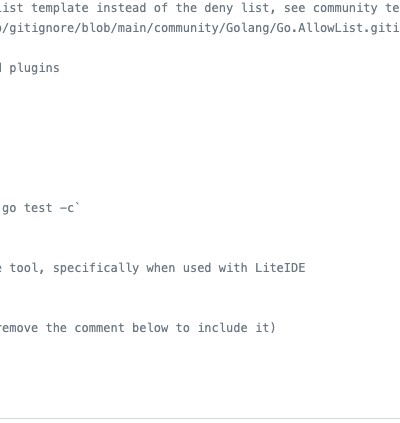 list template instead of the deny list, see community te
/gitignore/blob/main/community/Golang/Go.AllowList.giti
plugins
go test -c`
tool, specifically when used with LiteIDE
remove the comment below to include it)